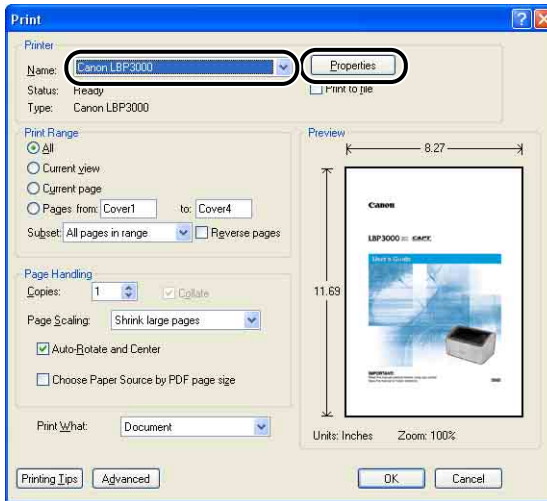 Print
Printer
Name: Canon LBP3000 Properties
Status: Ready Print to file
Type: Canon LBP3000
Print Range
All
Current view
Current page
Pages from: Cover1 to: Cover4
Subset: All pages in range Reverse pages
Page Handling
Copies: 1 Collate
Page Scaling: Shrink large pages
Auto-Rotate and Center
Choose Paper Source by PDF page size
Print What: Document
Preview
8.27
11.69
Canon
LBP3000 CAPT
User's Guide
IMPORTANT:
Units: Inches Zoom: 100%
Printing Tips Advanced OK Cancel